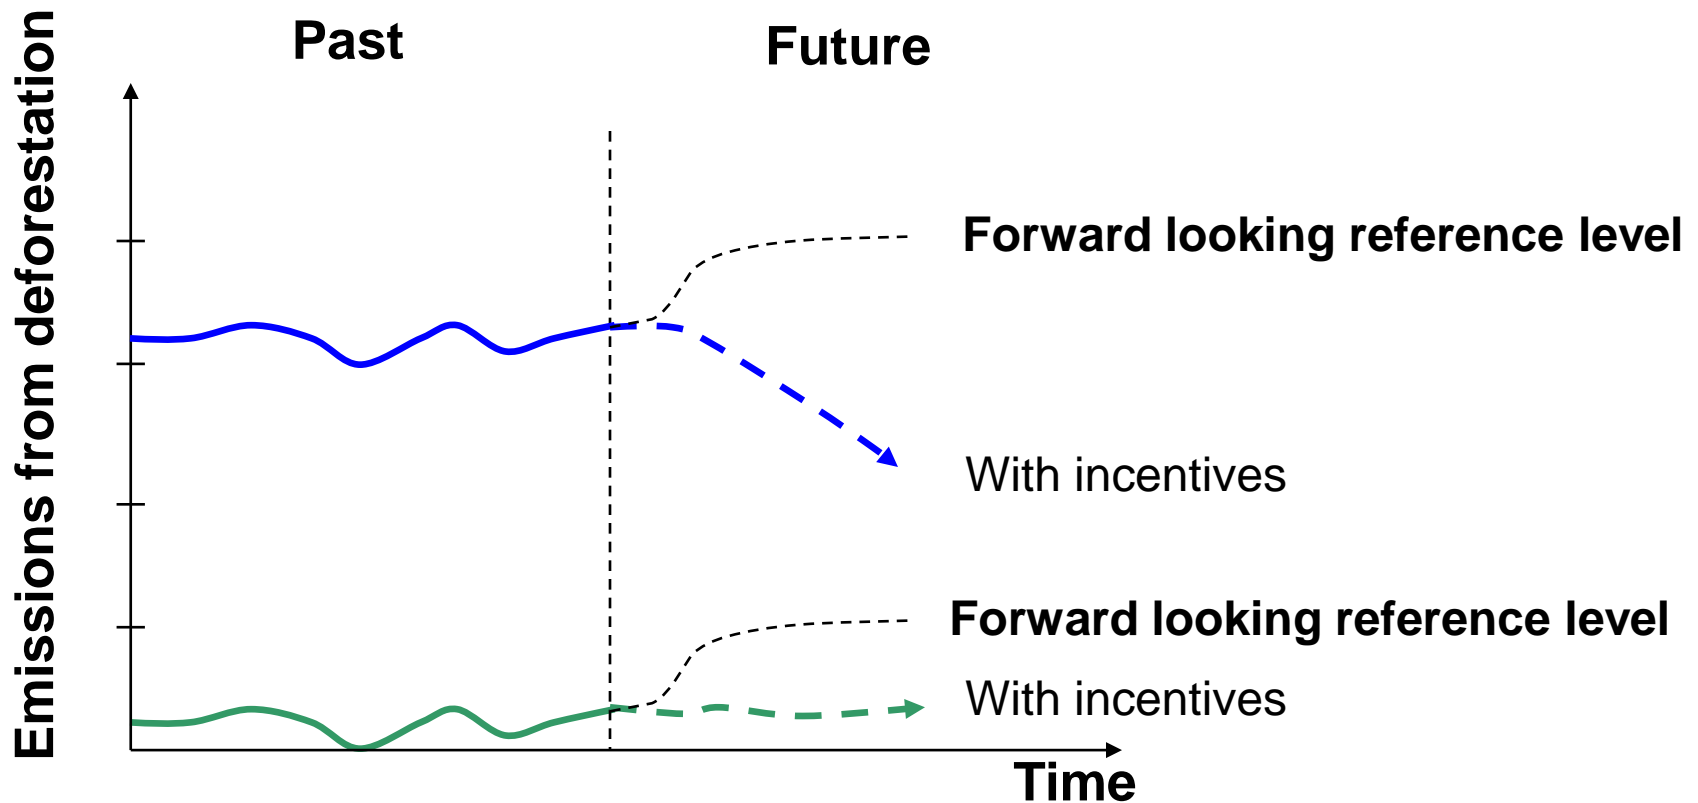 Past
Future
Emissions from deforestation
Forward looking reference level
With incentives
Forward looking reference level
With incentives
Time